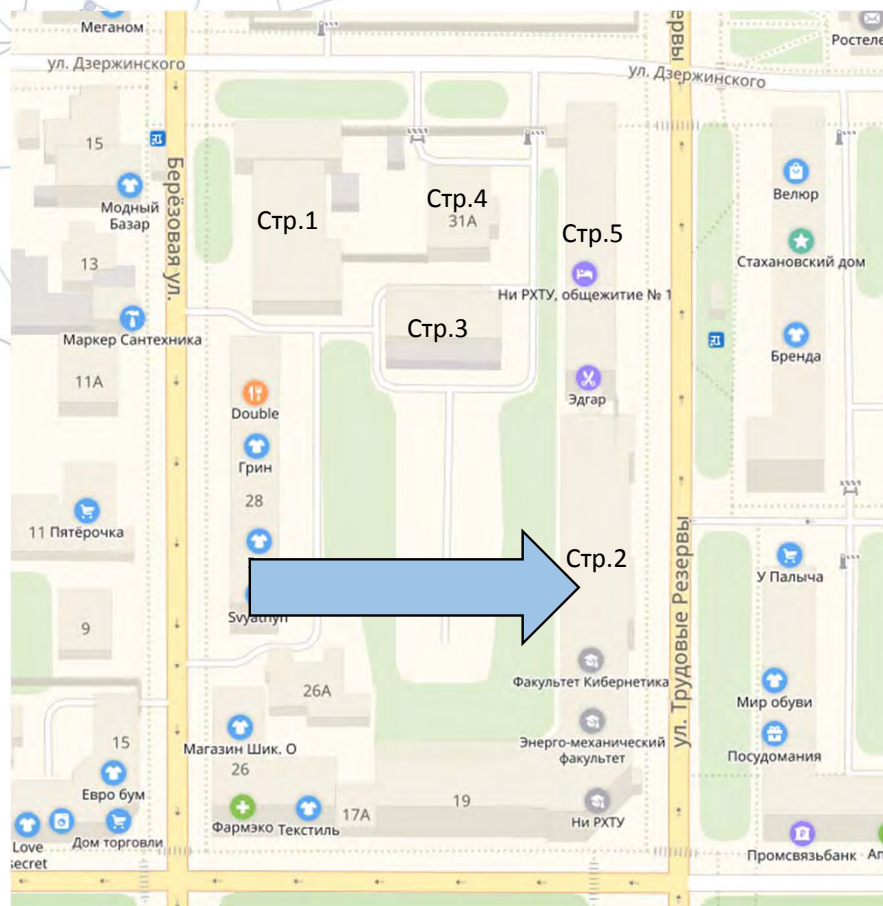 Меганом
ул. Дзержинского
ервы
Ростеле
ул. Дзержинского
15
Берёзовая ул.
Модный
Базар
Стр.1
Стр.4
31А
Стр.5
Велюр
13
Стахановский дом
Ни РХТУ, общежитие № 1
Маркер Сантехника
Стр.3
Бренда
11А
Double
Эдгар
Грин
28
11 Пятёрочка
ул. Трудовые Резервы
Стр.2
У Палыча
Svyatnyn
9
Факультет Кибернетика
26А
Мир обуви
15
Магазин Шик. О
26
Энерго-механический
факультет
Посудомания
Евро бум
17А
19
Фармэко
Текстиль
Ни РХТУ
Love
secret
Дом торговли
Промсвязьбанк
Ап